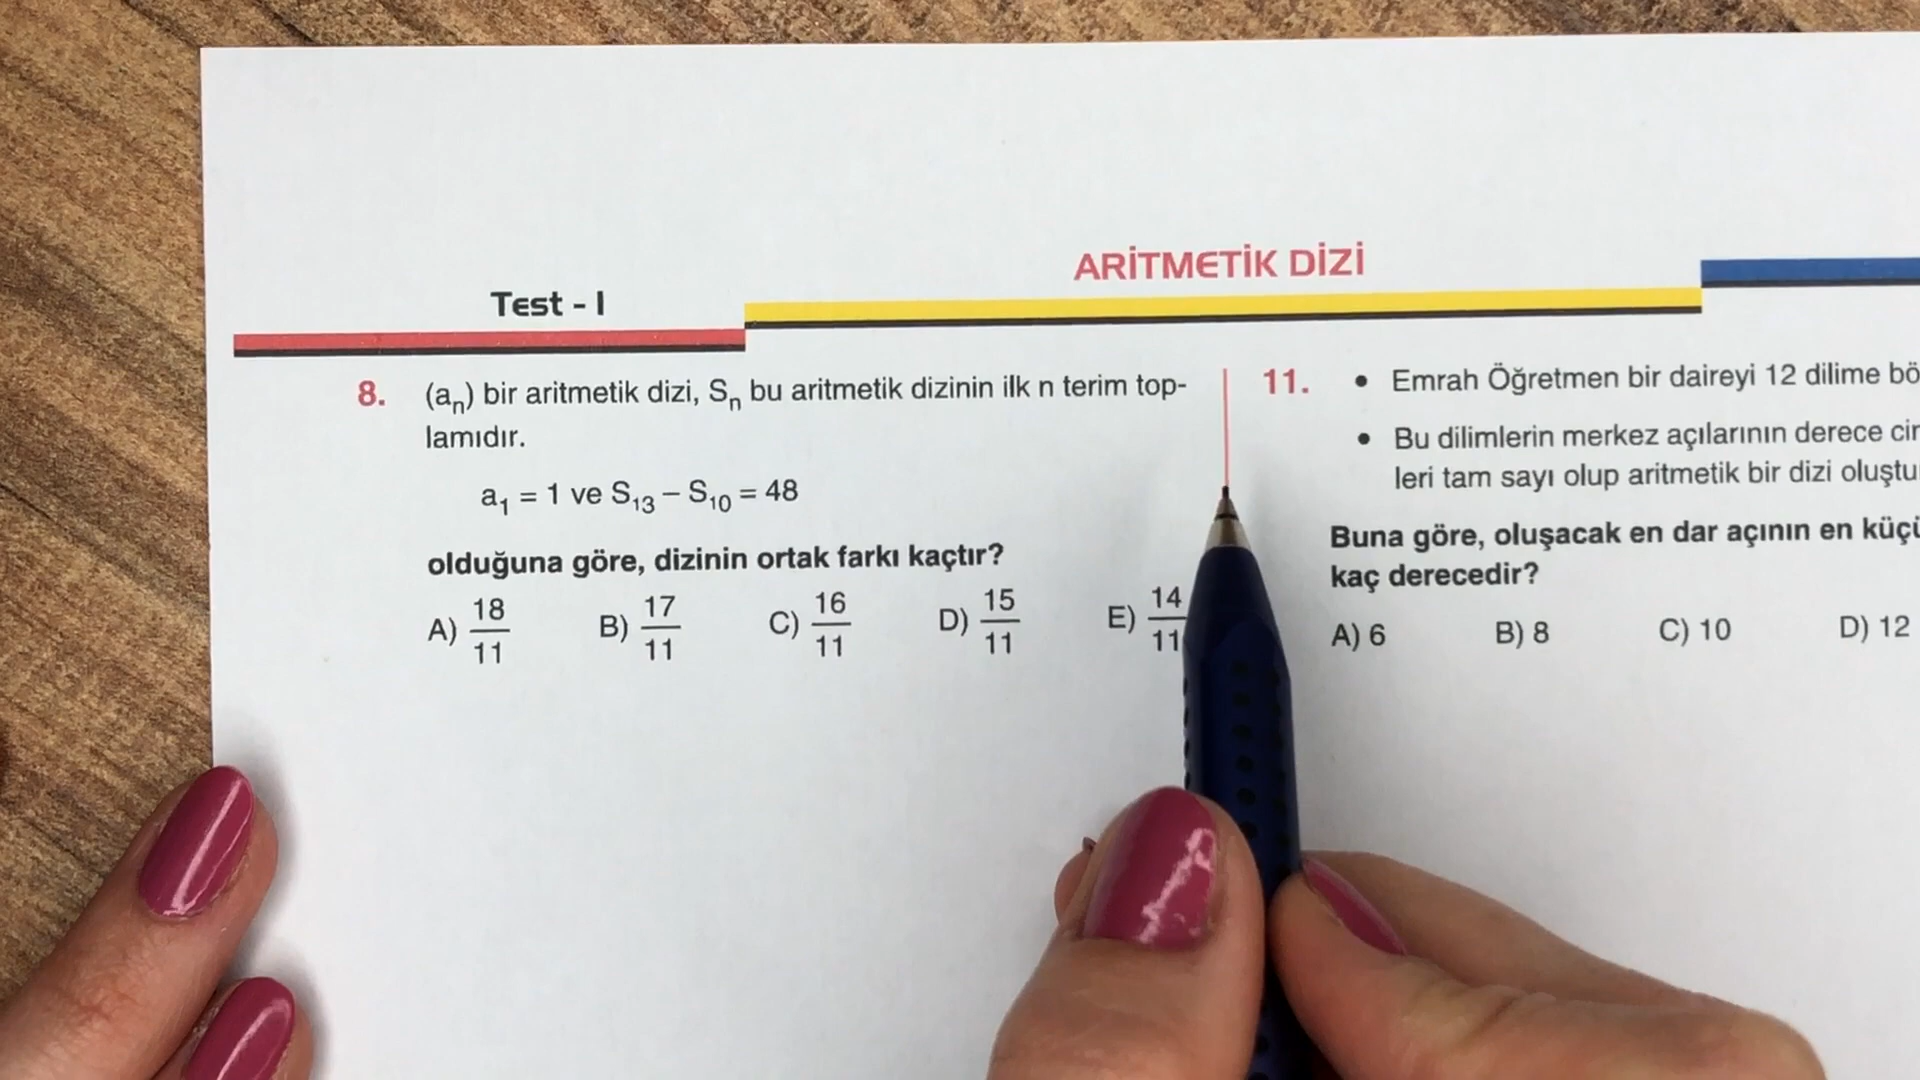 ARİTMETİK DİZİ
Test - I
8. (aₙ) bir aritmetik dizi, Sₙ bu aritmetik dizinin ilk n terim top-
lamıdır.
a₁ = 1 ve S₁₃ – S₁₀ = 48
olduğuna göre, dizinin ortak farkı kaçtır?
A) 18/11 B) 17/11 C) 16/11 D) 15/11 E) 14/11
11. • Emrah Öğretmen bir daireyi 12 dilime
• Bu dilimlerin merkez açılarının derece
leri tam sayı olup aritmetik bir dizi
Buna göre, oluşacak en dar açının en
kaç derecedir?
A) 6 B) 8 C) 10 D) 12